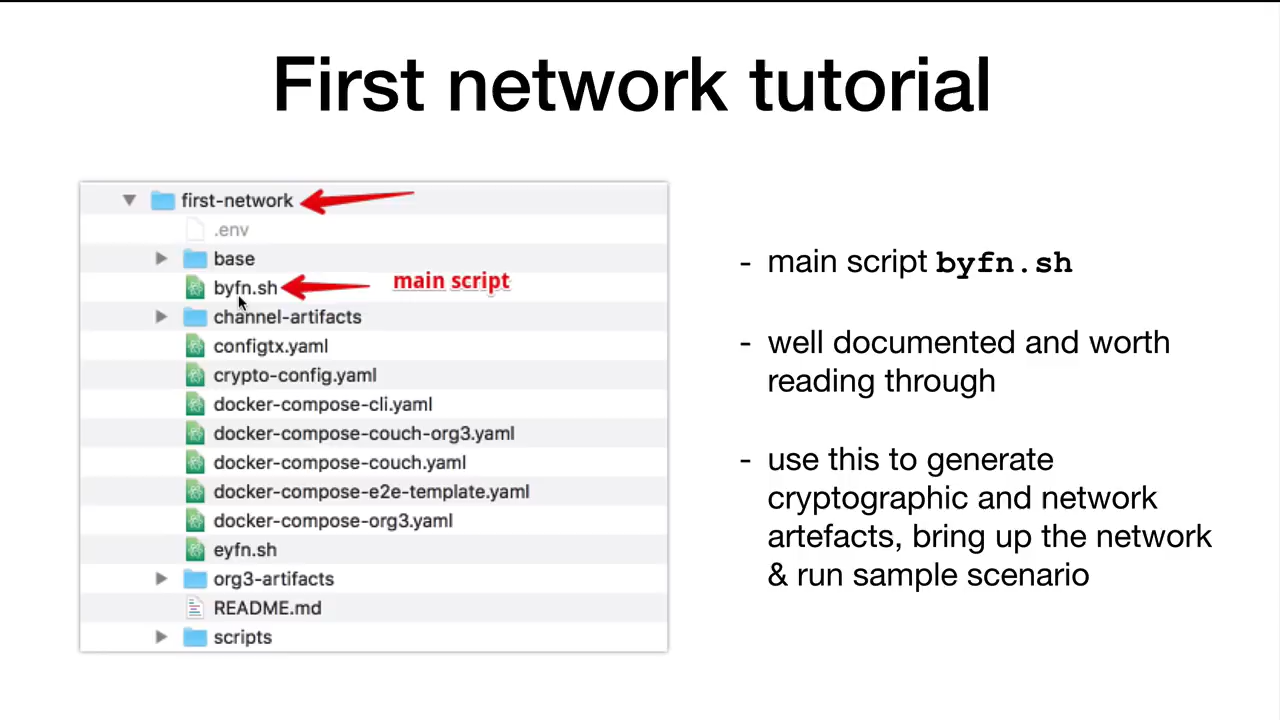 First network tutorial
first-network
.env
base
byfn.sh
main script
channel-artifacts
configtx.yaml
crypto-config.yaml
docker-compose-cli.yaml
docker-compose-couch-org3.yaml
docker-compose-couch.yaml
docker-compose-e2e-template.yaml
docker-compose-org3.yaml
eyfn.sh
org3-artifacts
README.md
scripts
- main script byfn.sh
- well documented and worth
reading through
- use this to generate
cryptographic and network
artefacts, bring up the network
& run sample scenario